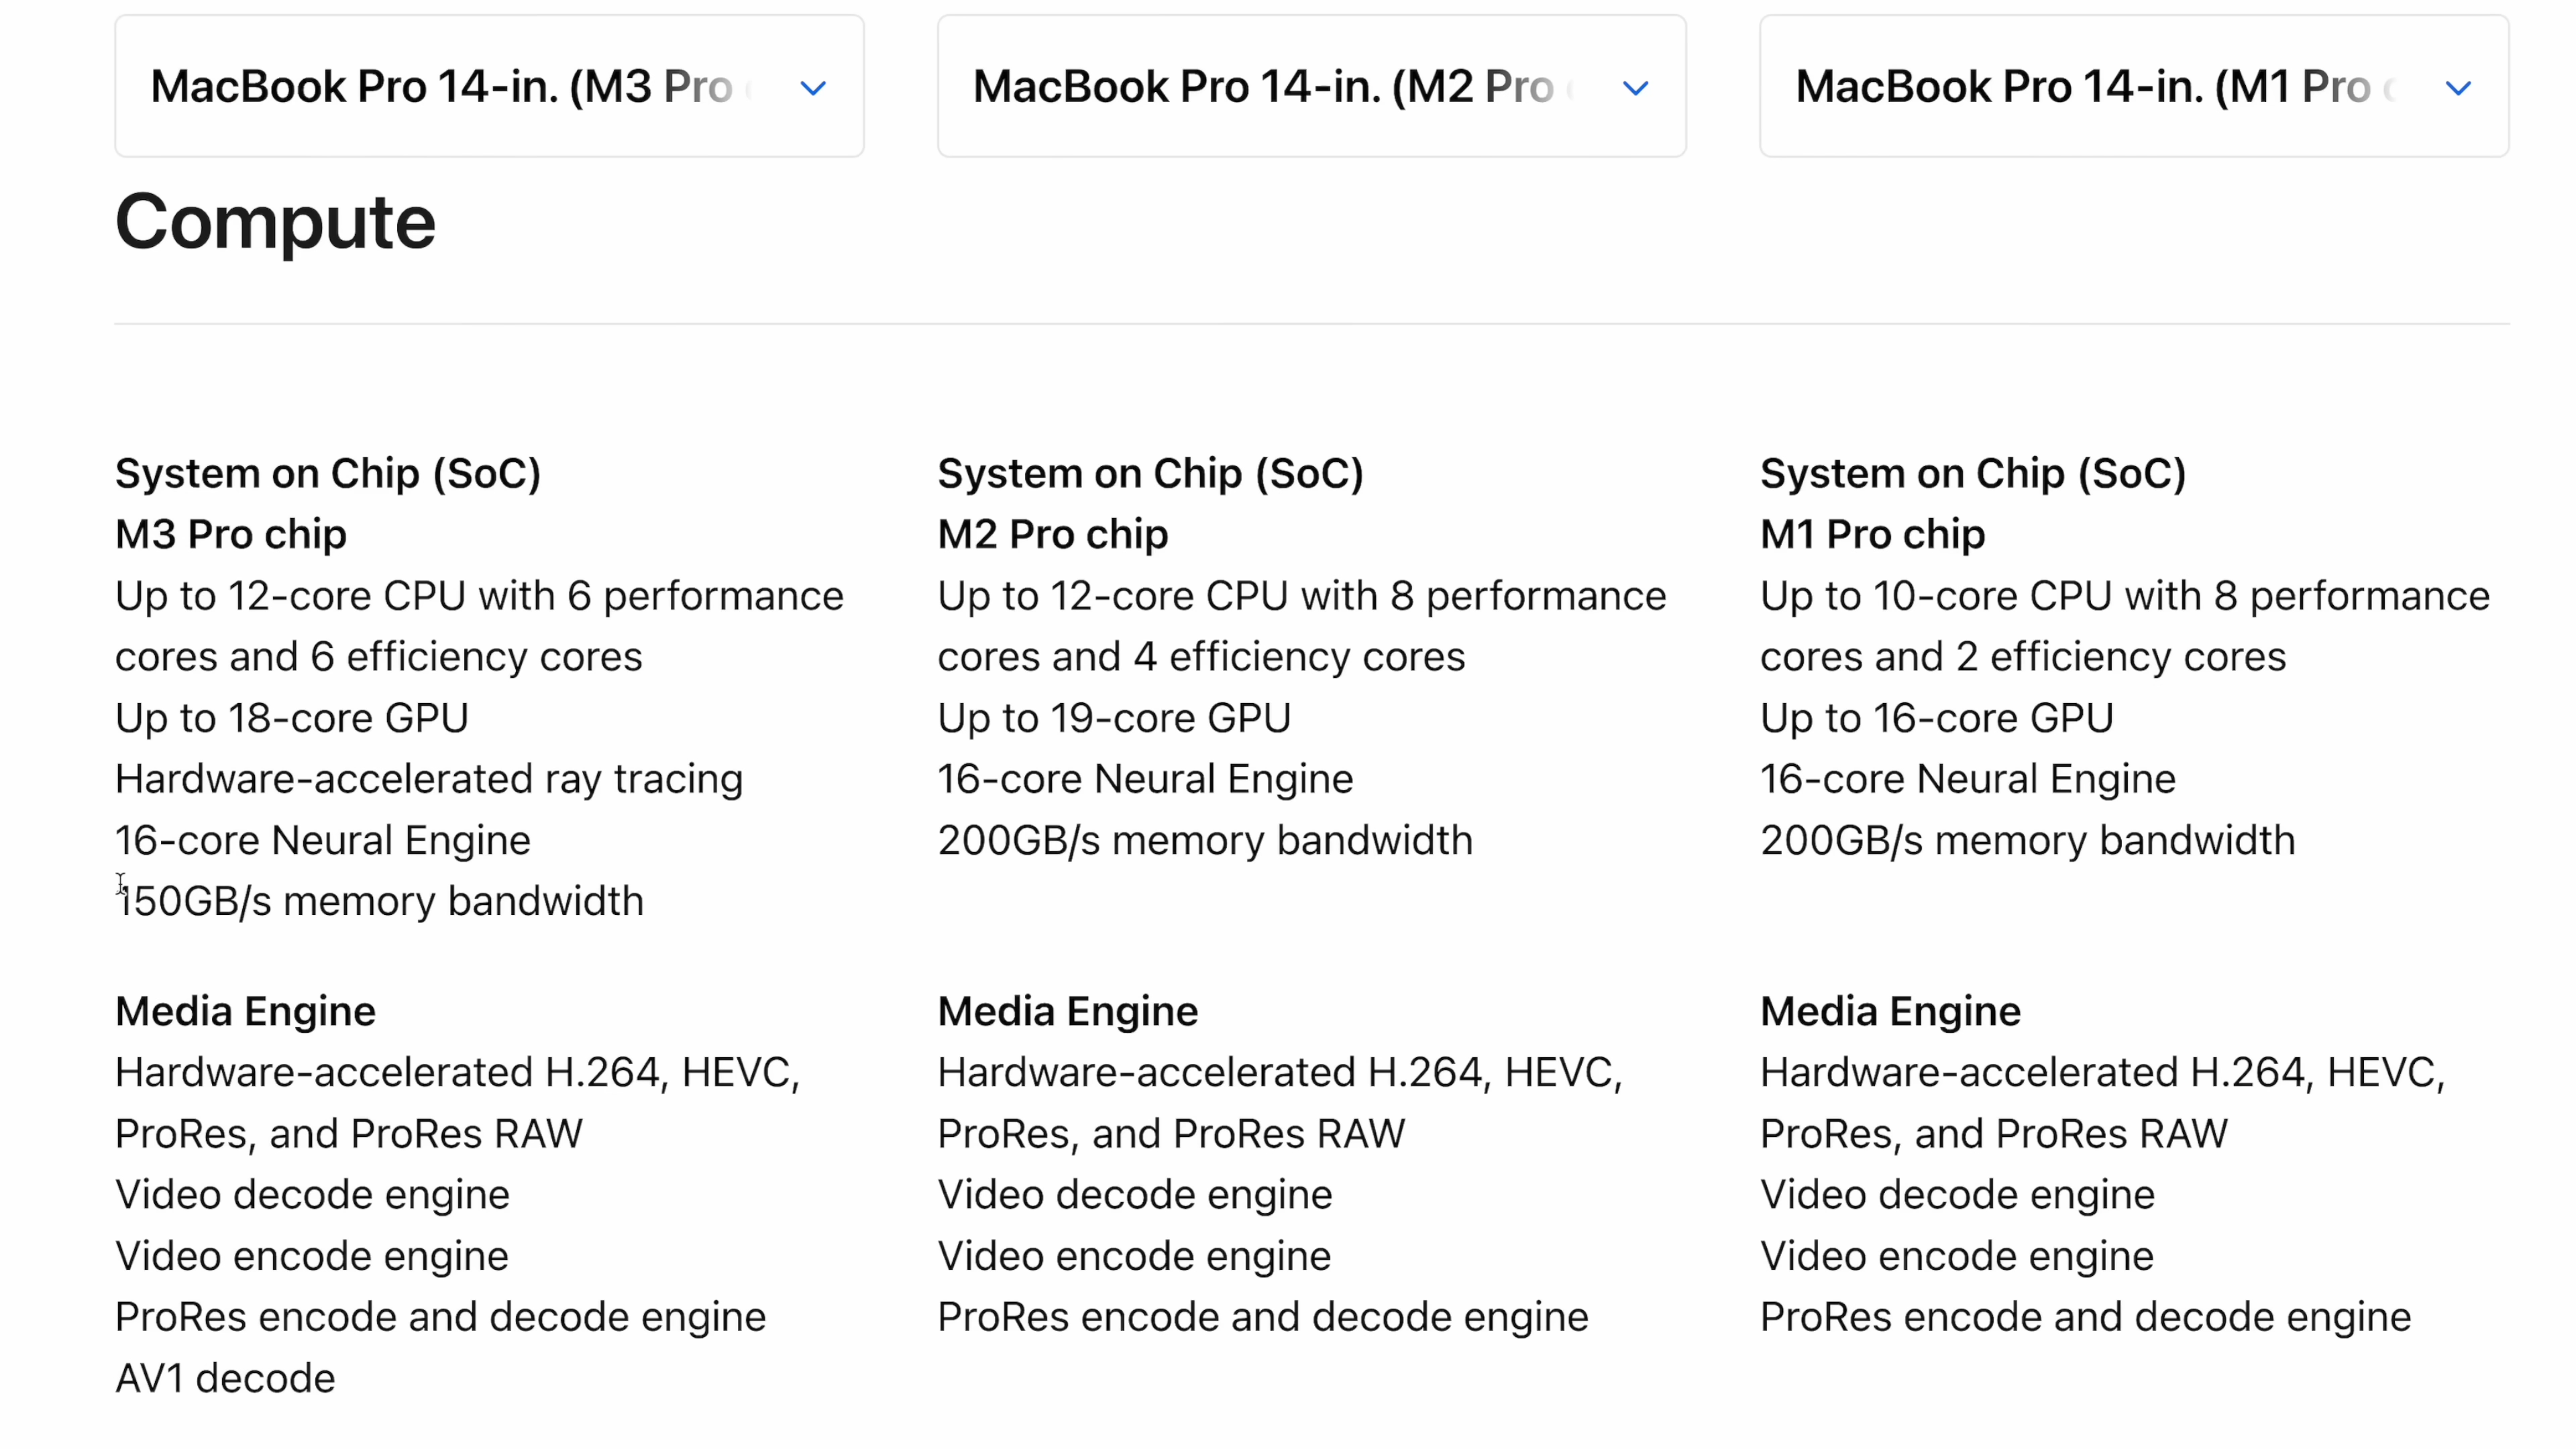 MacBook Pro 14-in. (M3 Pro
MacBook Pro 14-in. (M2 Pro
MacBook Pro 14-in. (M1 Pro
Compute
System on Chip (SoC)
M3 Pro chip
Up to 12-core CPU with 6 performance
cores and 6 efficiency cores
Up to 18-core GPU
Hardware-accelerated ray tracing
16-core Neural Engine
150GB/s memory bandwidth
Media Engine
Hardware-accelerated H.264, HEVC,
ProRes, and ProRes RAW
Video decode engine
Video encode engine
ProRes encode and decode engine
AV1 decode
System on Chip (SoC)
M2 Pro chip
Up to 12-core CPU with 8 performance
cores and 4 efficiency cores
Up to 19-core GPU
16-core Neural Engine
200GB/s memory bandwidth
Media Engine
Hardware-accelerated H.264, HEVC,
ProRes, and ProRes RAW
Video decode engine
Video encode engine
ProRes encode and decode engine
System on Chip (SoC)
M1 Pro chip
Up to 10-core CPU with 8 performance
cores and 2 efficiency cores
Up to 16-core GPU
16-core Neural Engine
200GB/s memory bandwidth
Media Engine
Hardware-accelerated H.264, HEVC,
ProRes, and ProRes RAW
Video decode engine
Video encode engine
ProRes encode and decode engine